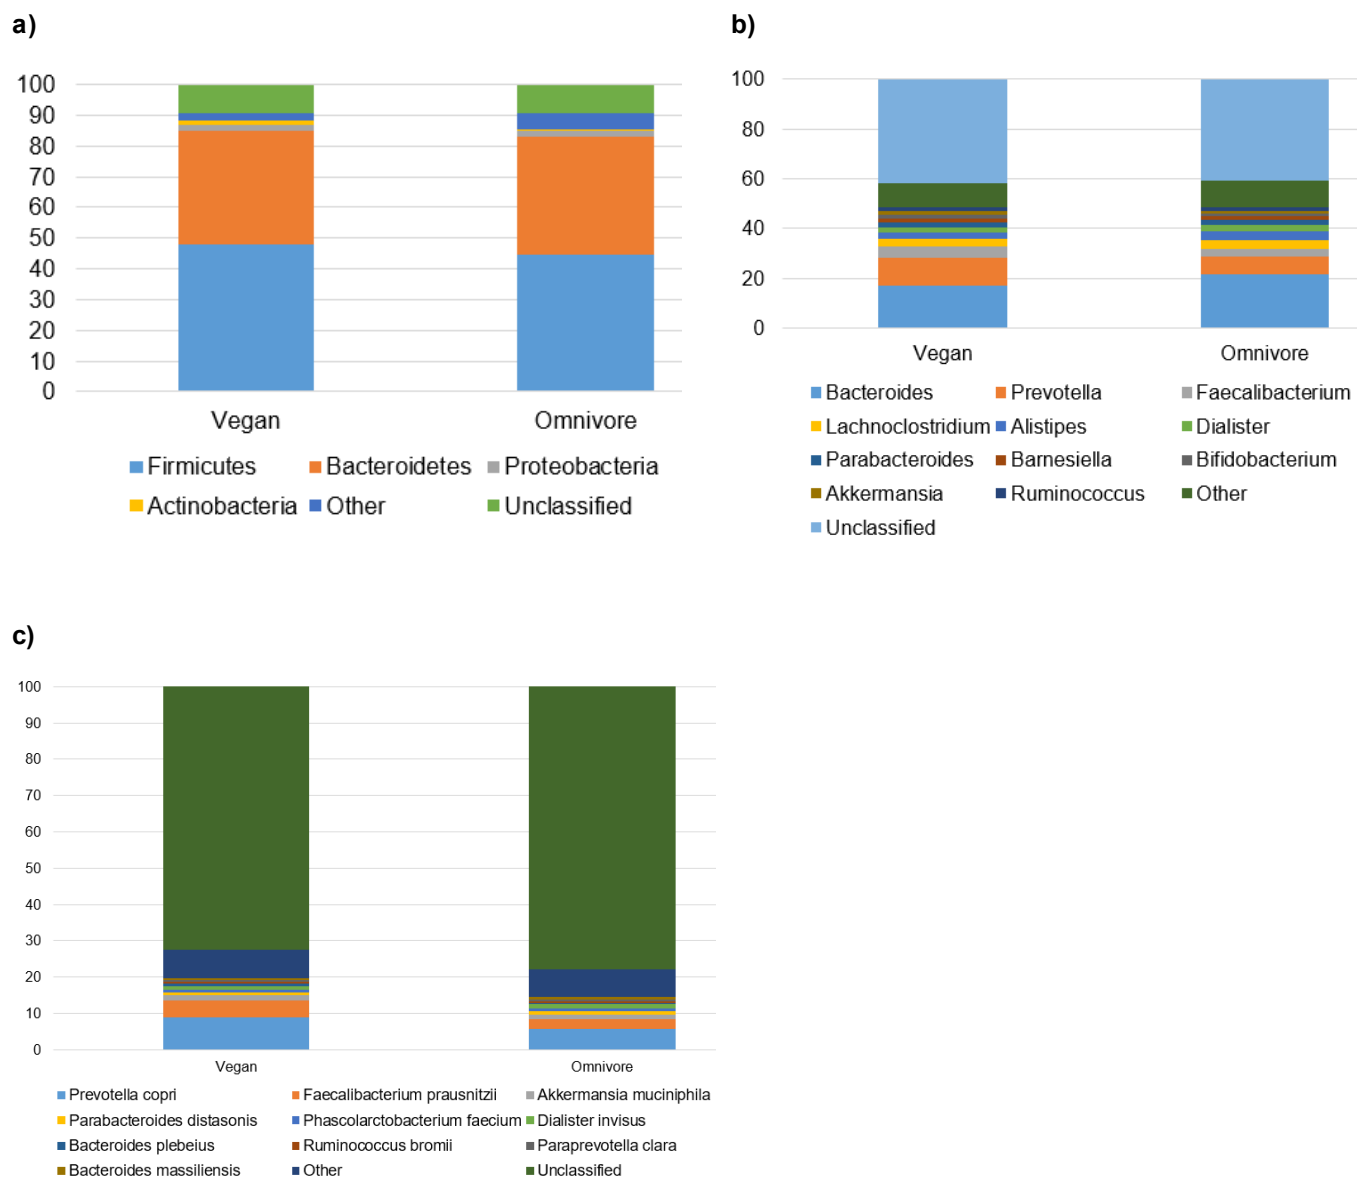 a)
100
90
80
70
60
50
40
30
20
10
0
Vegan Omnivore
Firmicutes Bacteroidetes Proteobacteria
Actinobacteria Other Unclassified
b)
100
80
60
40
20
0
Vegan Omnivore
Bacteroides Prevotella Faecalibacterium
Lachnoclostridium Alistipes Dialister
Parabacteroides Barnesiella Bifidobacterium
Akkermansia Ruminococcus Other
Unclassified
c)
100
90
80
70
60
50
40
30
20
10
0
Vegan Omnivore
Prevotella copri Faecalibacterium prausnitzii Akkermansia muciniphila
Parabacteroides distasonis Phascolarctobacterium faecium Dialister invisus
Bacteroides plebeius Ruminococcus bromii Paraprevotella clara
Bacteroides massiliensis Other Unclassified